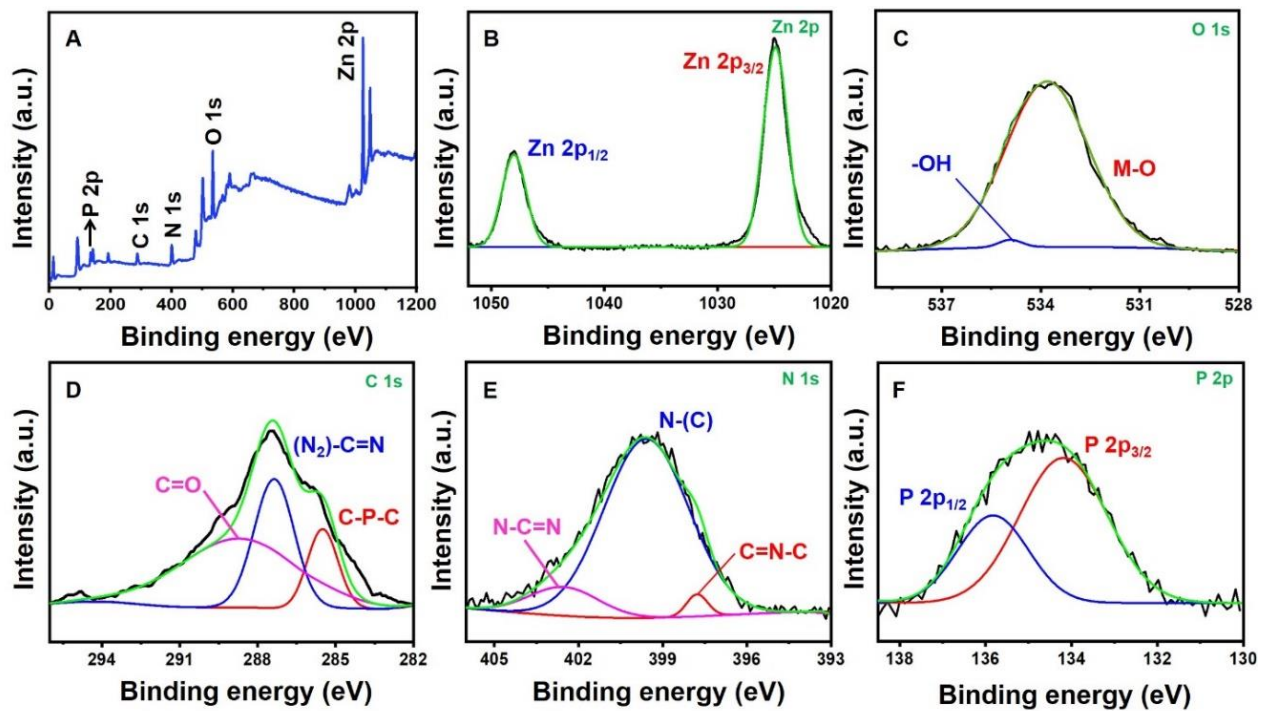 A
Zn 2p
O 1s
P 2p
C 1s
N 1s
Intensity (a.u.)
0 200 400 600 800 1000 1200
Binding energy (eV)
B
Zn 2p
Zn 2p3/2
Zn 2p1/2
Intensity (a.u.)
1050 1040 1030 1020
Binding energy (eV)
C
O 1s
-OH
M-O
Intensity (a.u.)
537 534 531 528
Binding energy (eV)
D
C 1s
(N2)-C=N
C=O
C-P-C
Intensity (a.u.)
294 291 288 285 282
Binding energy (eV)
E
N 1s
N-(C)
N-C=N
C=N-C
Intensity (a.u.)
405 402 399 396 393
Binding energy (eV)
F
P 2p
P 2p3/2
P 2p1/2
Intensity (a.u.)
138 136 134 132 130
Binding energy (eV)